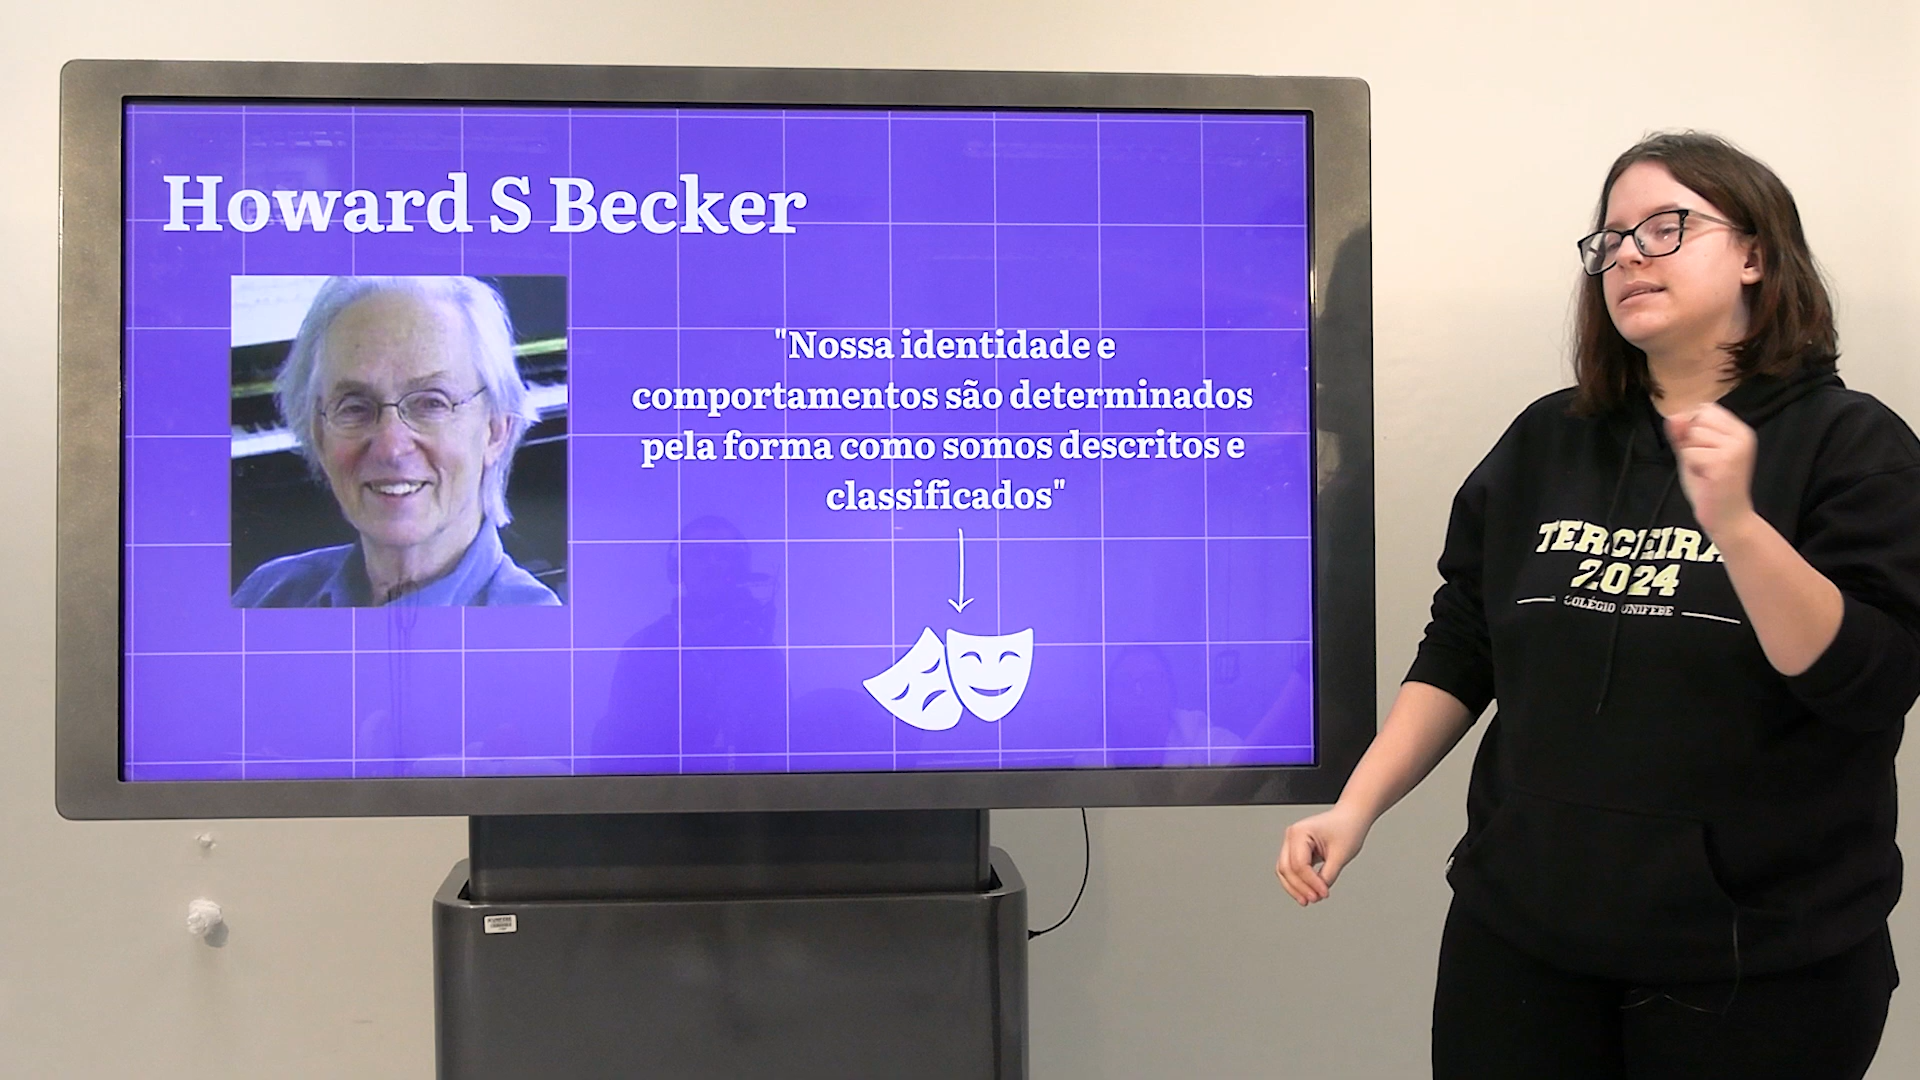 Howard S Becker
"Nossa identidade e
comportamentos são determinados
pela forma como somos descritos e
classificados"
TERCEIRA
2024
COLÉGIO UNIFEBE